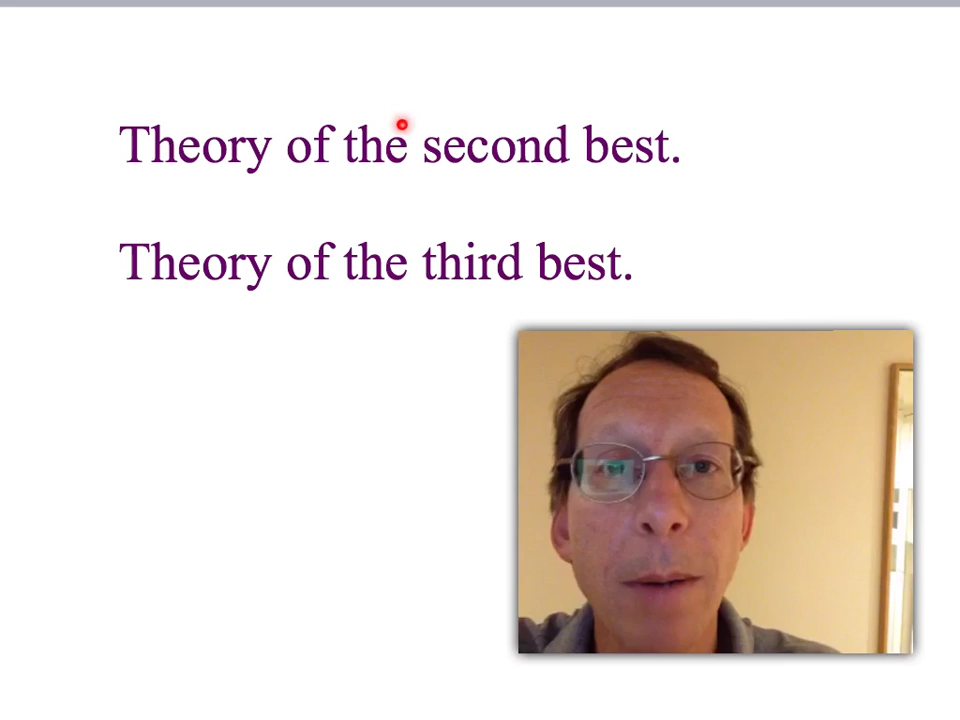 Theory of the second best.
Theory of the third best.